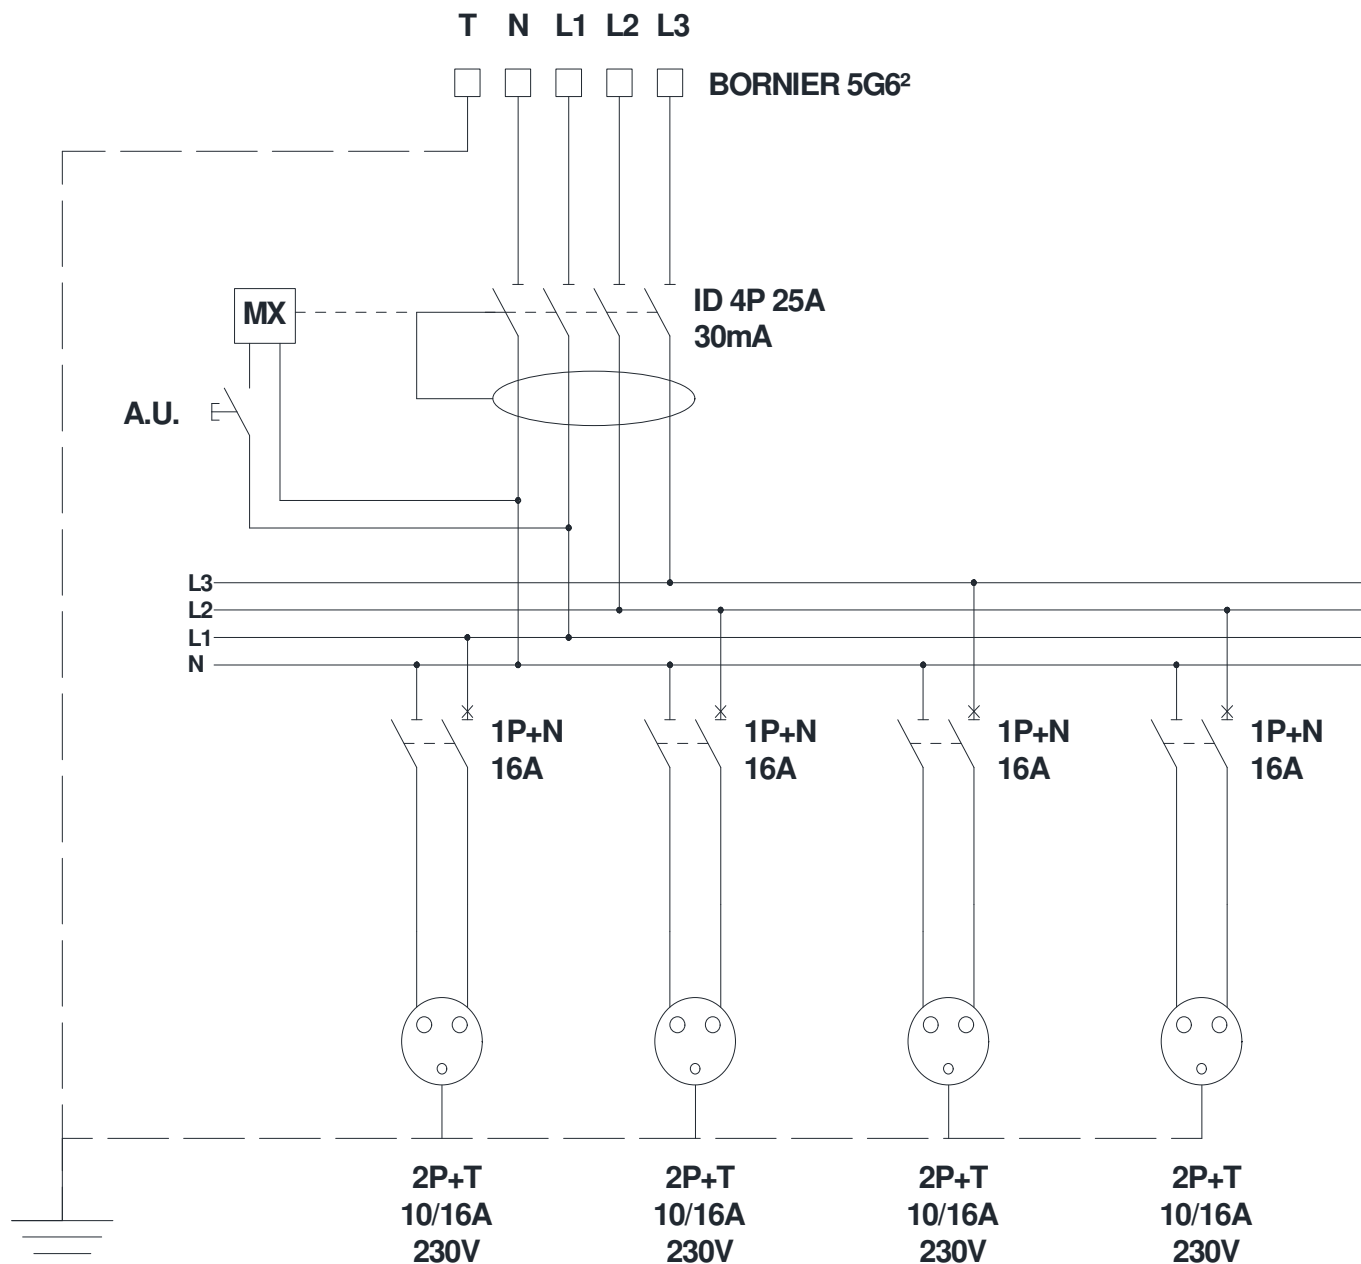 T N L1 L2 L3
BORNIER 5G6²
MX
ID 4P 25A
30mA
A.U.
L3
L2
L1
N
1P+N
16A
1P+N
16A
1P+N
16A
1P+N
16A
2P+T
10/16A
230V
2P+T
10/16A
230V
2P+T
10/16A
230V
2P+T
10/16A
230V